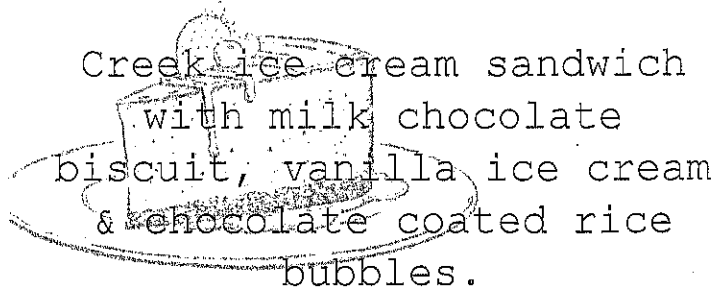 Creek ice cream sandwich
with milk chocolate
biscuit, vanilla ice cream
& chocolate coated rice
bubbles.